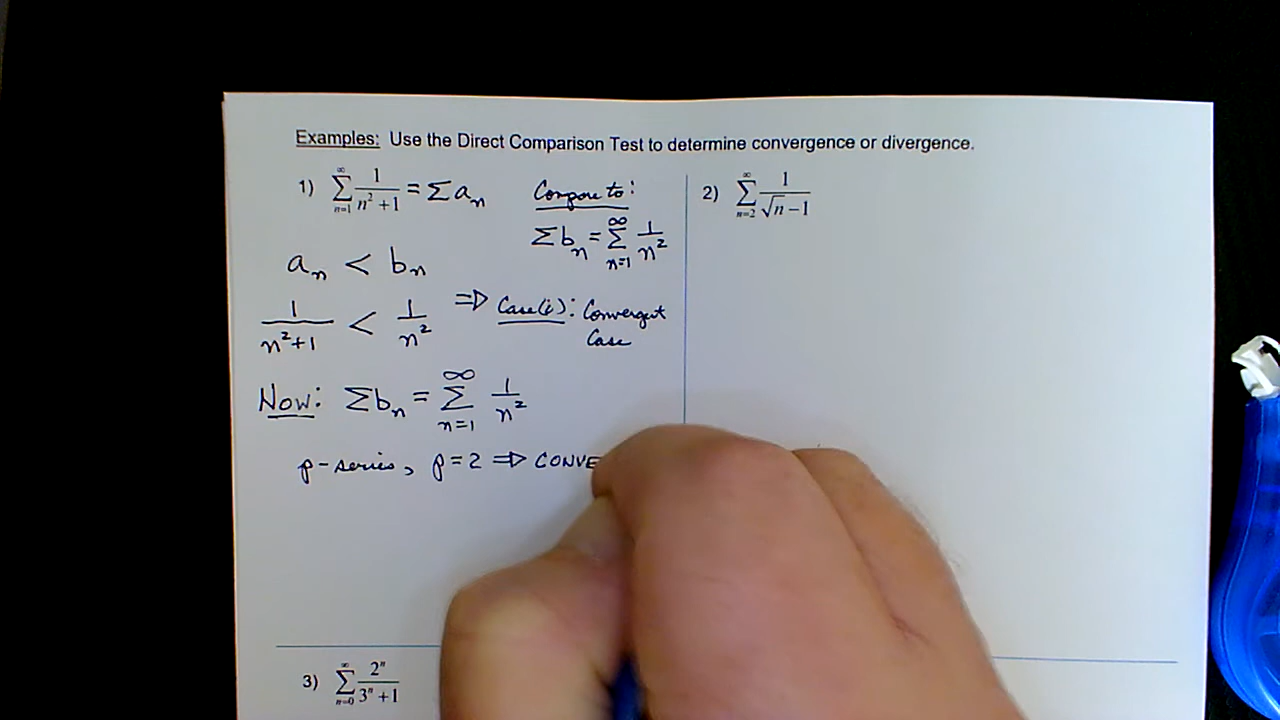 Examples: Use the Direct Comparison Test to determine convergence or divergence.
1) ∑_{n=1}^{∞} 1/(n²+1) = Σ aₙ
Compare to:
Σ bₙ = ∑_{n=1}^{∞} 1/n²
aₙ < bₙ
1/(n²+1) < 1/n² ⇒ Case(i): Convergent
Case
Now: Σ bₙ = ∑_{n=1}^{∞} 1/n²
p-series, p=2 ⇒ CONVE
2) ∑_{n=2}^{∞} 1/(√n−1)
3) ∑_{n=0}^{∞} 2ⁿ/(3ⁿ+1)